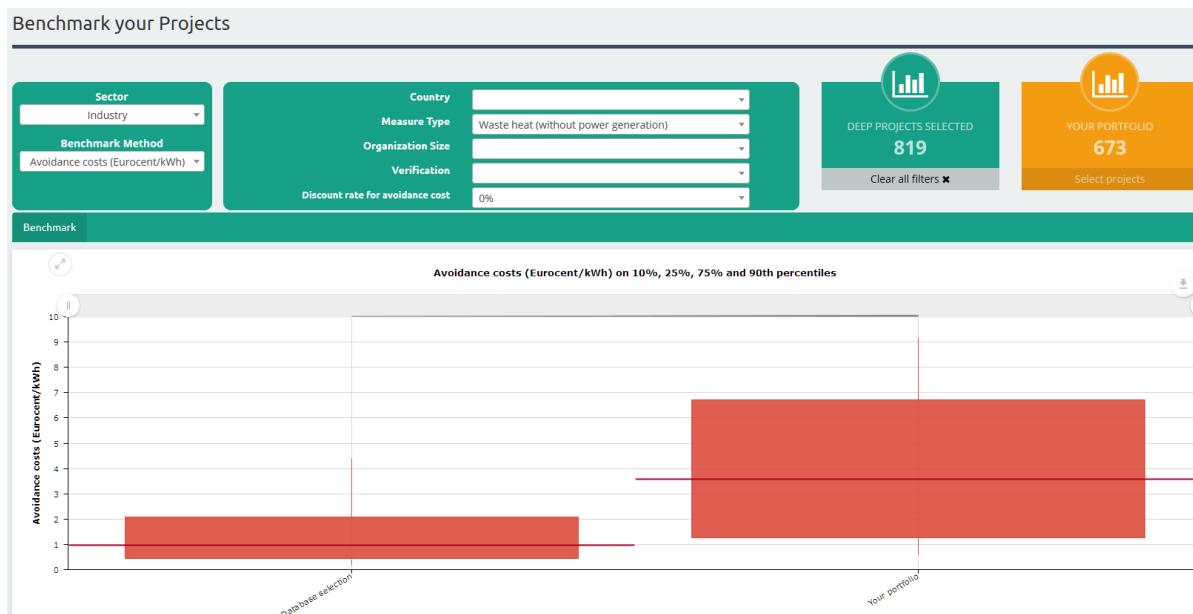 Benchmark your Projects
Sector
Industry
Benchmark Method
Avoidance costs (Eurocent/kWh)
Country
Measure Type
Waste heat (without power generation)
Organization Size
Verification
Discount rate for avoidance cost
0%
DEEP PROJECTS SELECTED
819
Clear all filters ✖
YOUR PORTFOLIO
673
Select projects
Benchmark
Avoidance costs (Eurocent/kWh) on 10%, 25%, 75% and 90th percentiles
Avoidance costs (Eurocent/kWh)
10
9
8
7
6
5
4
3
2
1
0
Database selection
Your portfolio